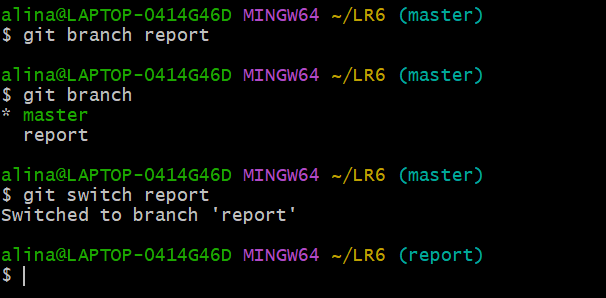 alina@LAPTOP-0414G46D MINGW64 ~/LR6 (master)
$ git branch report
alina@LAPTOP-0414G46D MINGW64 ~/LR6 (master)
$ git branch
* master
report
alina@LAPTOP-0414G46D MINGW64 ~/LR6 (master)
$ git switch report
Switched to branch 'report'
alina@LAPTOP-0414G46D MINGW64 ~/LR6 (report)
$